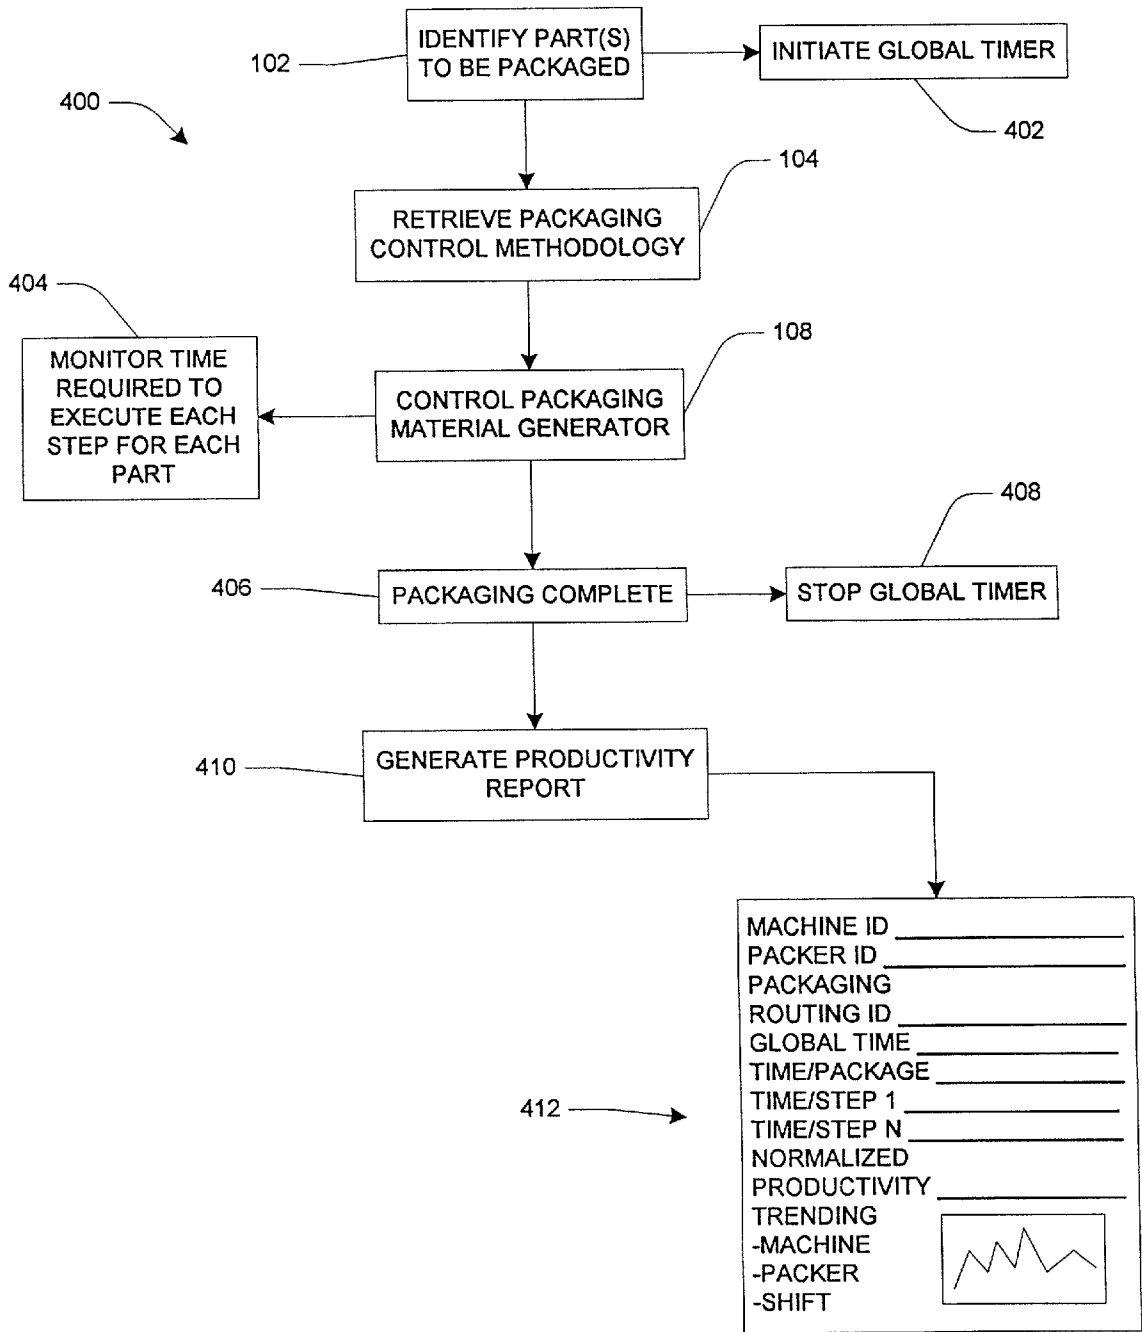 IDENTIFY PART(S)
TO BE PACKAGED
102
INITIATE GLOBAL TIMER
402
400
104
RETRIEVE PACKAGING
CONTROL METHODOLOGY
404
MONITOR TIME
REQUIRED TO
EXECUTE EACH
STEP FOR EACH
PART
108
CONTROL PACKAGING
MATERIAL GENERATOR
408
406
PACKAGING COMPLETE
STOP GLOBAL TIMER
410
GENERATE PRODUCTIVITY
REPORT
412
MACHINE ID
PACKER ID
PACKAGING
ROUTING ID
GLOBAL TIME
TIME/PACKAGE
TIME/STEP 1
TIME/STEP N
NORMALIZED
PRODUCTIVITY
TRENDING
-MACHINE
-PACKER
-SHIFT